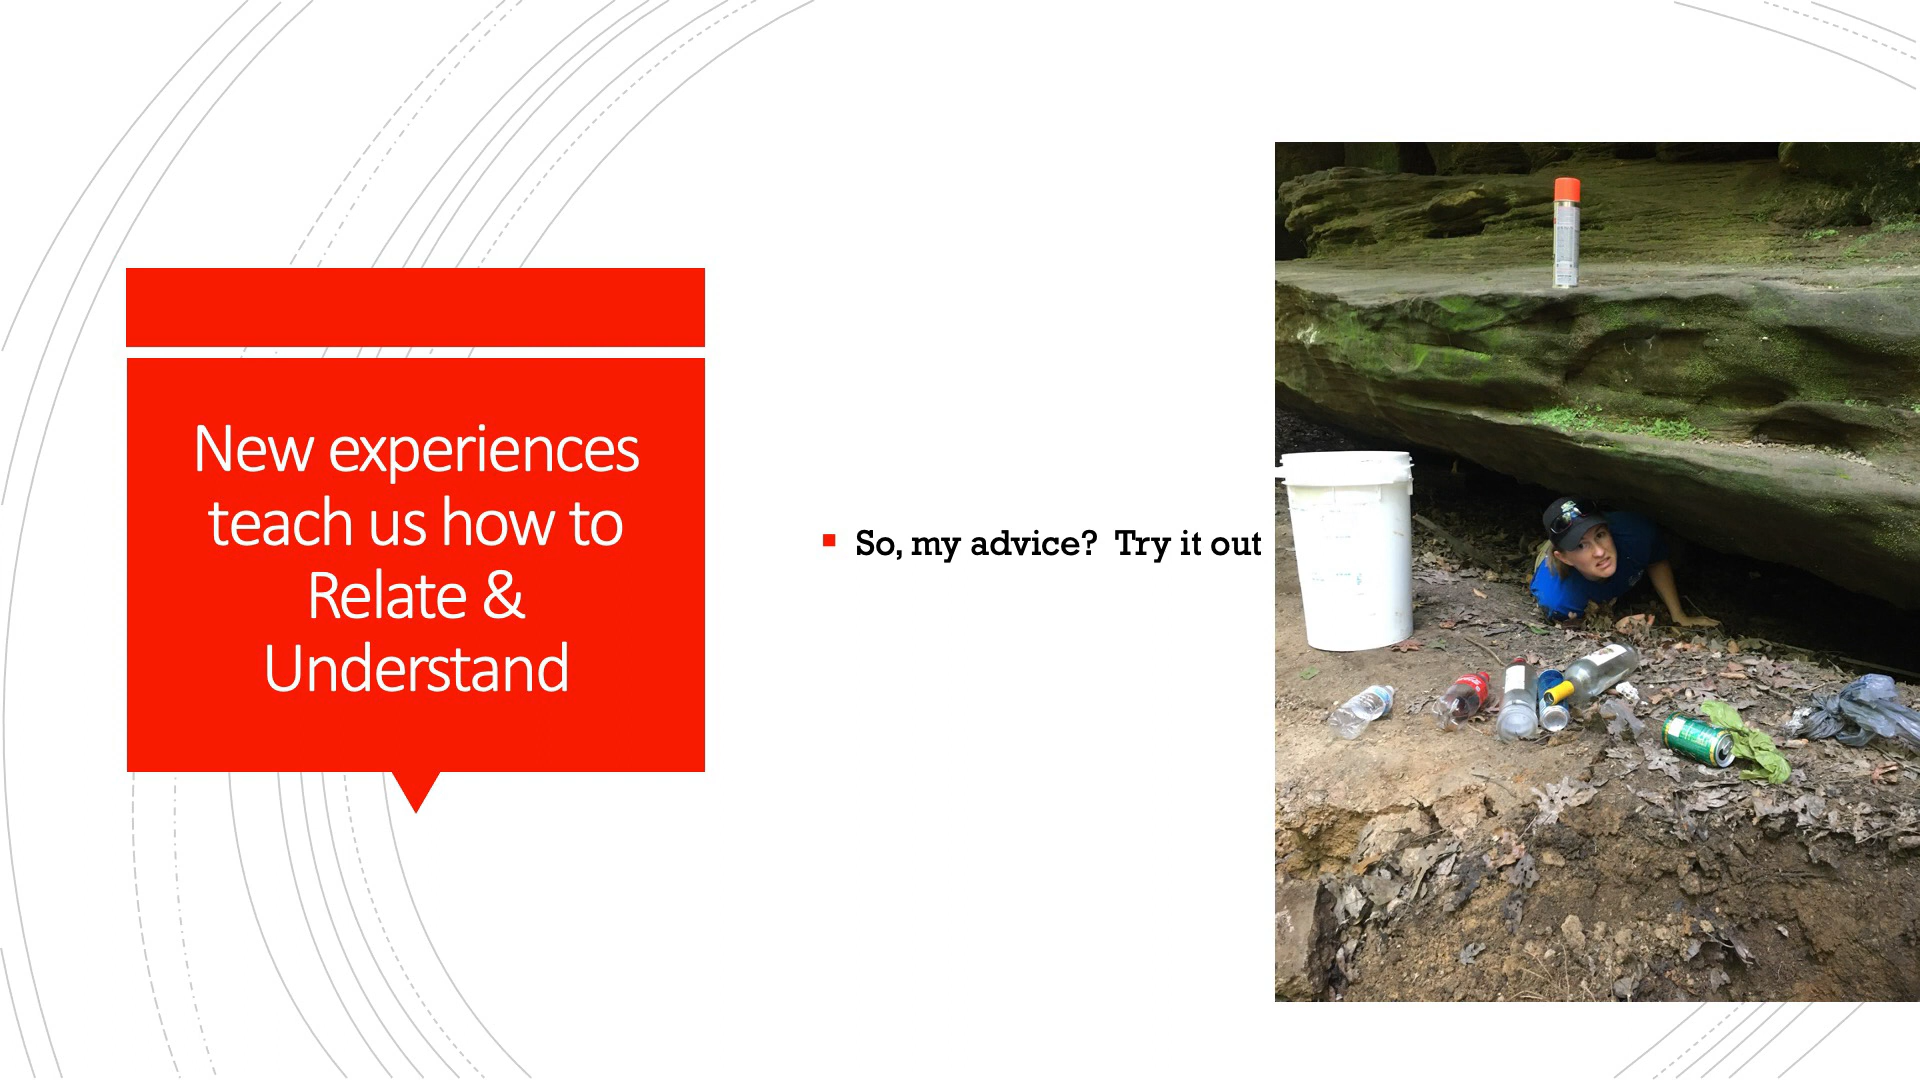 New experiences
teach us how to
Relate &
Understand
So, my advice?  Try it out